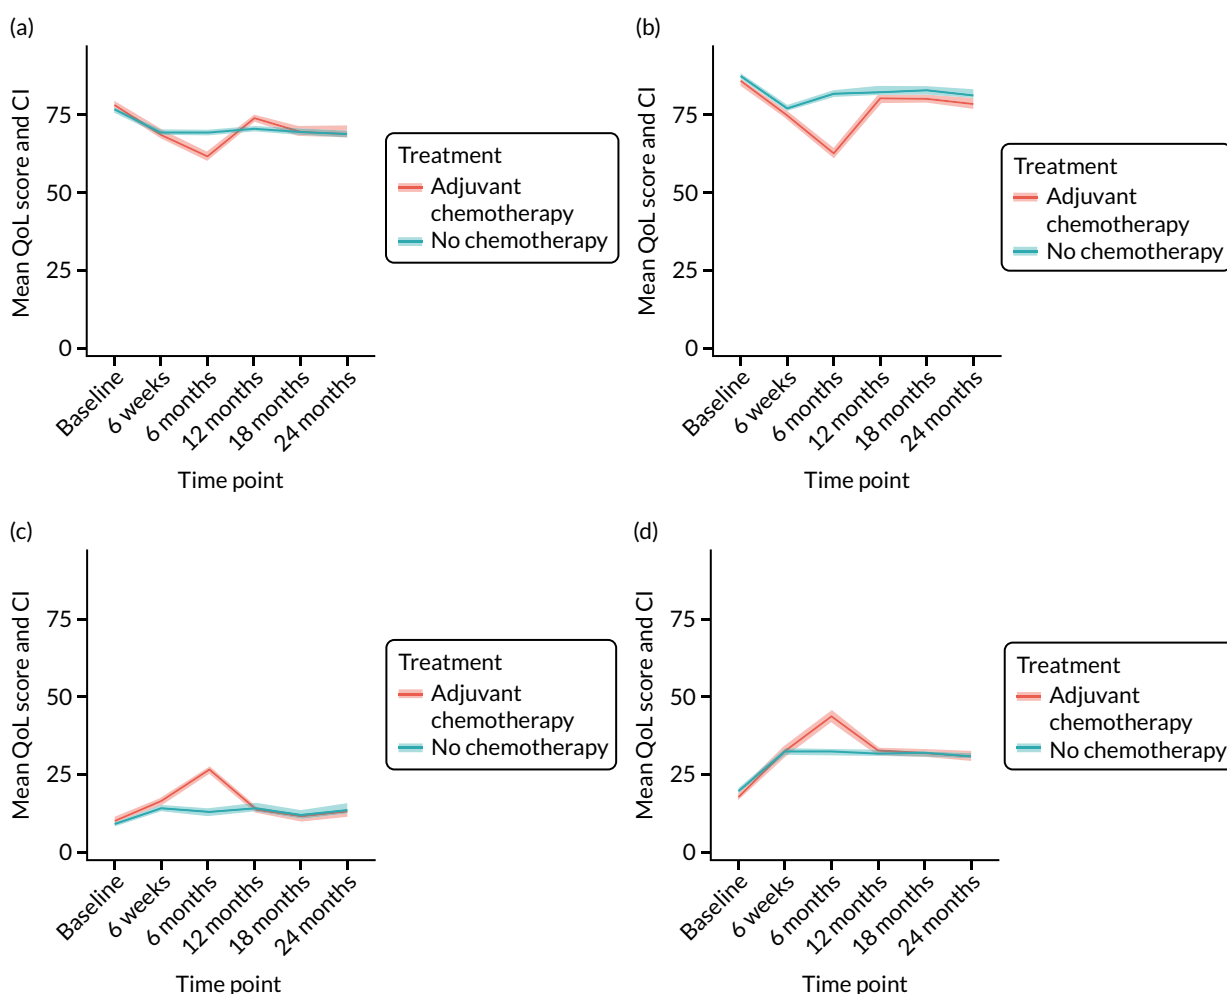 (a)
Mean QoL score and CI
75
50
25
0
Baseline
6 weeks
6 months
12 months
18 months
24 months
Time point
Treatment
Adjuvant
chemotherapy
No chemotherapy
(b)
Mean QoL score and CI
75
50
25
0
Baseline
6 weeks
6 months
12 months
18 months
24 months
Time point
Treatment
Adjuvant
chemotherapy
No chemotherapy
(c)
Mean QoL score and CI
75
50
25
0
Baseline
6 weeks
6 months
12 months
18 months
24 months
Time point
Treatment
Adjuvant
chemotherapy
No chemotherapy
(d)
Mean QoL score and CI
75
50
25
0
Baseline
6 weeks
6 months
12 months
18 months
24 months
Time point
Treatment
Adjuvant
chemotherapy
No chemotherapy